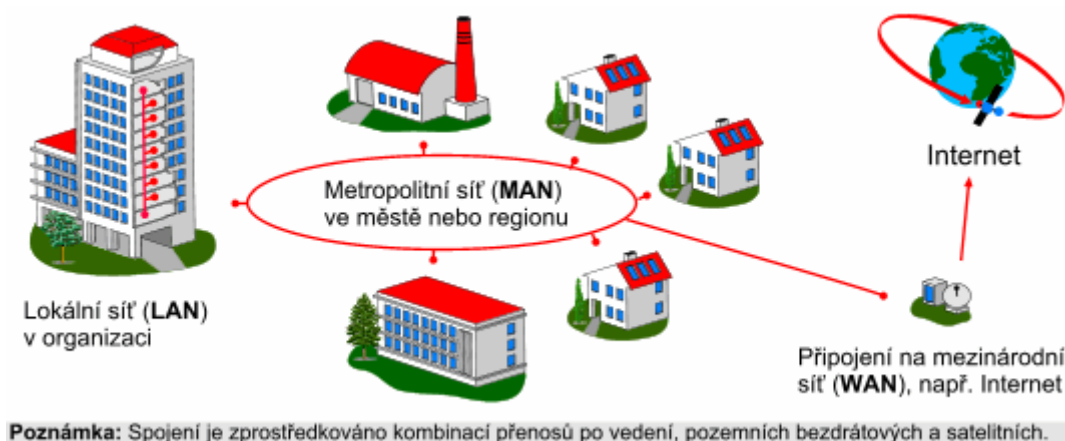 Internet
Metropolitní síť (MAN)
ve městě nebo regionu
Lokální síť (LAN)
v organizaci
Připojení na mezinárodní
síť (WAN), např. Internet
Poznámka: Spojení je zprostředkováno kombinací přenosů po vedení, pozemních bezdrátových a satelitních.